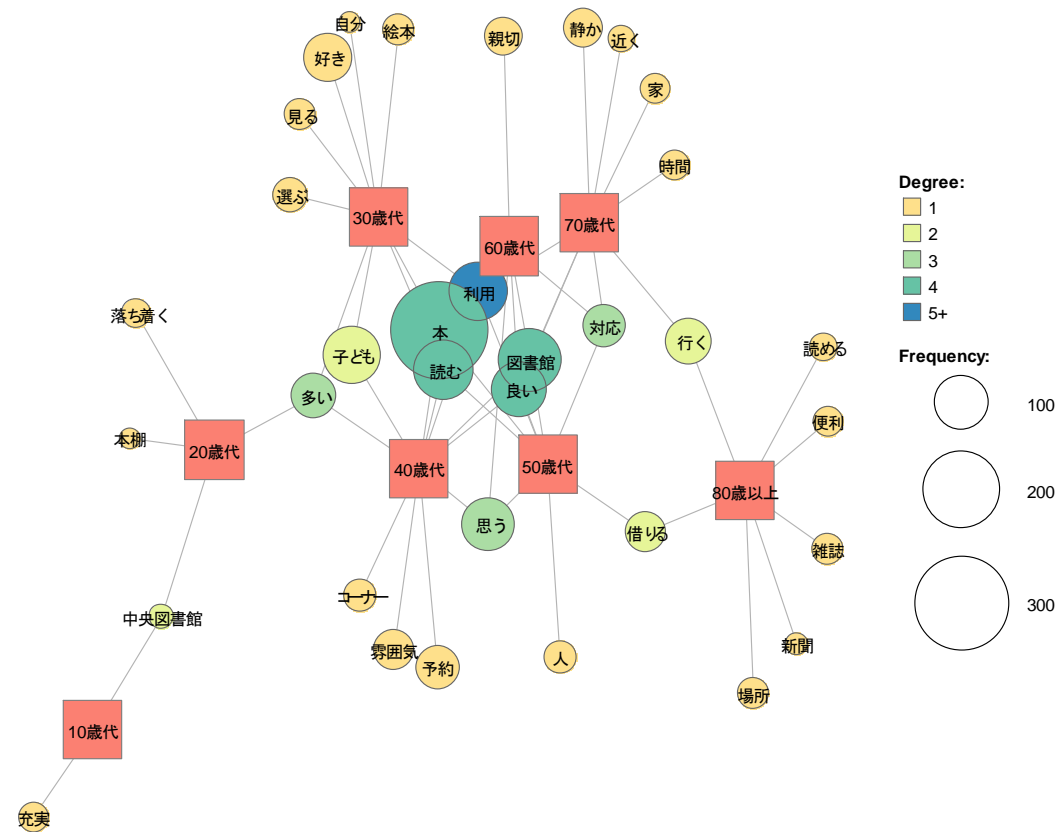 自分
絵本
好き
親切
静か
近く
家
見る
時間
選ぶ
30歳代
60歳代
70歳代
利用
本
対応
行く
落ち着く
子ども
読む
図書館
良い
読める
多い
便利
本棚
20歳代
40歳代
50歳代
80歳以上
思う
借りる
雑誌
コーナー
中央図書館
雰囲気
予約
人
新聞
場所
10歳代
充実
Degree:
1
2
3
4
5+
Frequency:
100
200
300